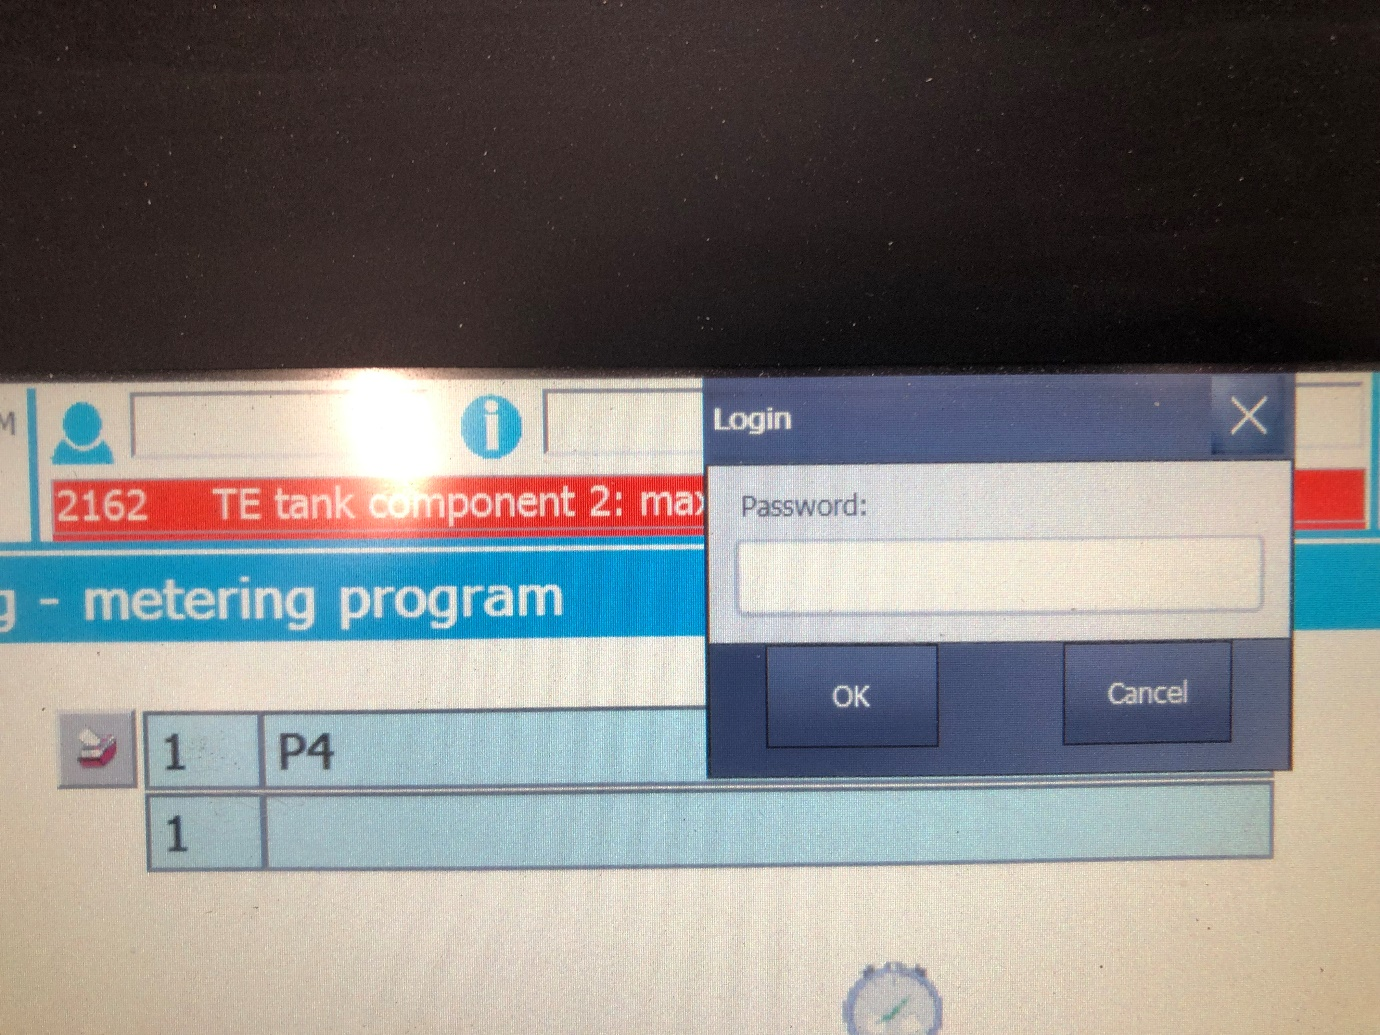 M
i
Login
2162 TE tank component 2: max
Password:
g - metering program
OK
Cancel
1 P4
1